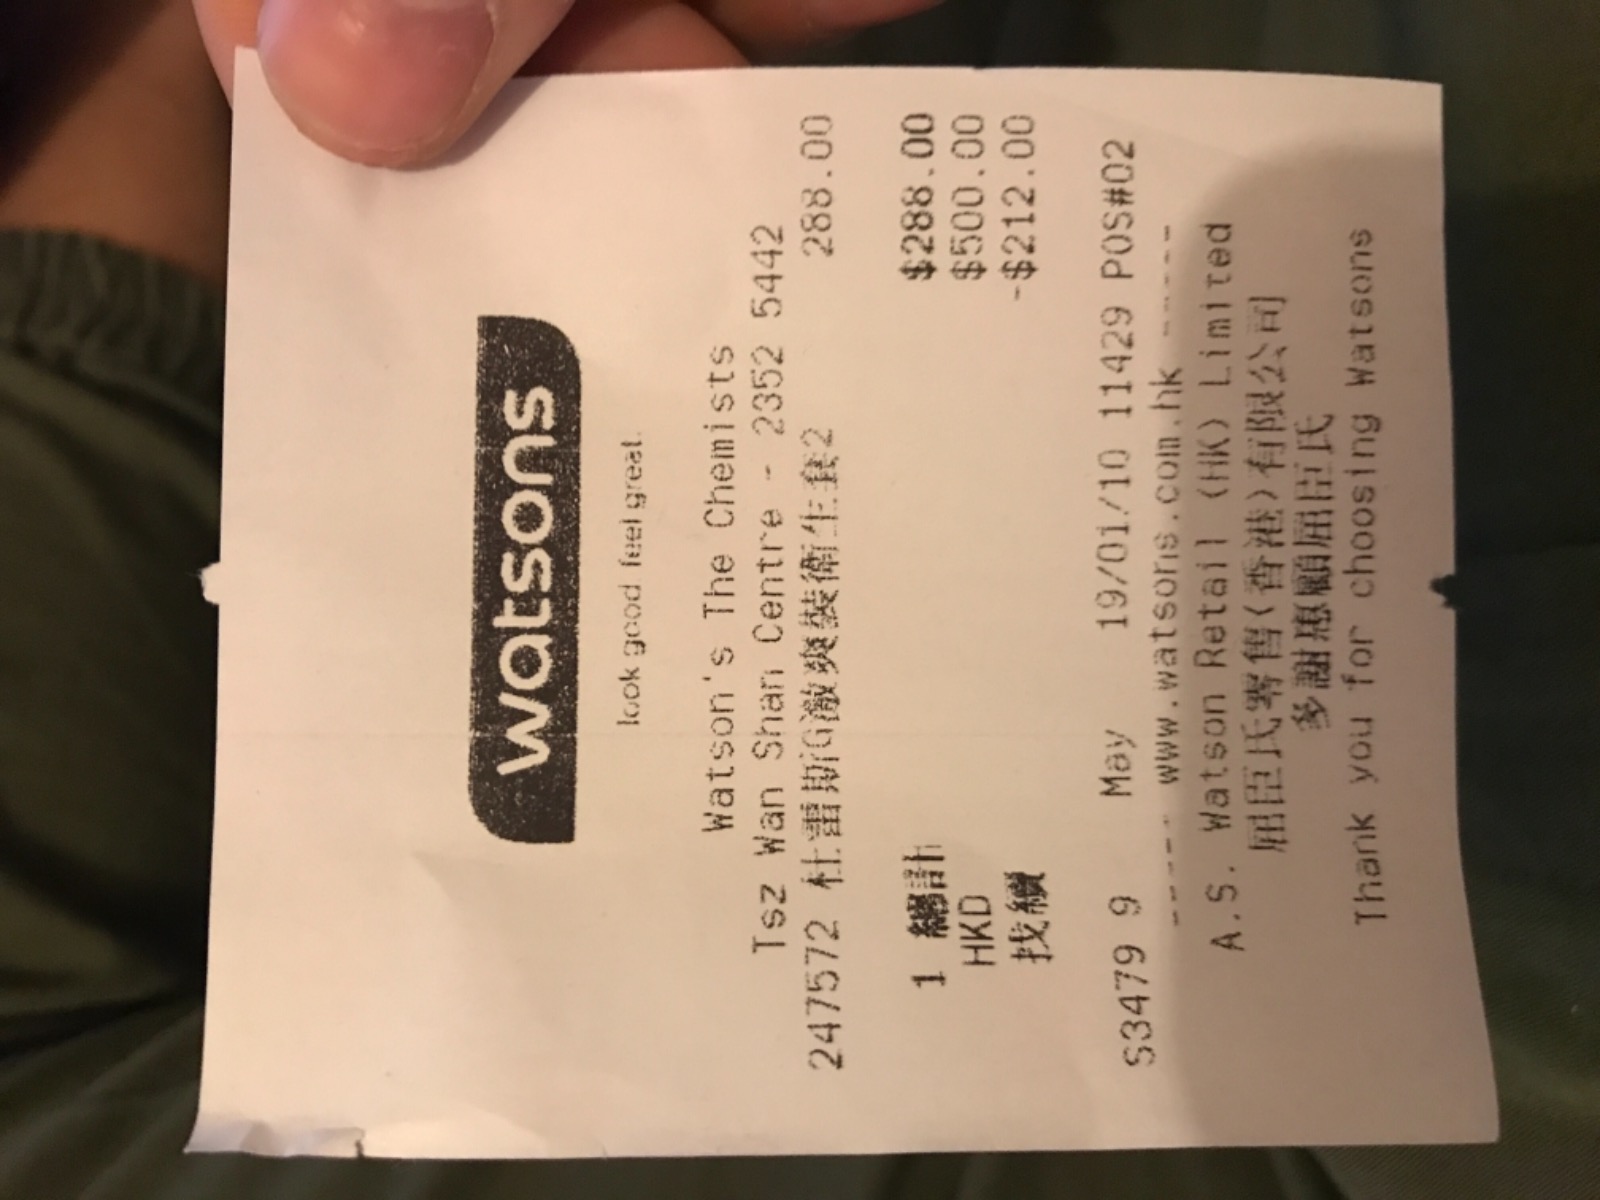 watsons
look good. feel great.
Watson's The Chemists
Tsz Wan Shan Centre - 2352 5442
247572 杜雷斯G激爽裝衛生套2 288.00
1 總計 $288.00
HKD $500.00
找續 -$212.00
S3479 9 May 19/01/10 11429 POS#02
----- www.watsons.com.hk -----
A.S. Watson Retail (HK) Limited
屈臣氏零售(香港)有限公司
多謝惠顧屈臣氏
Thank you for choosing Watsons